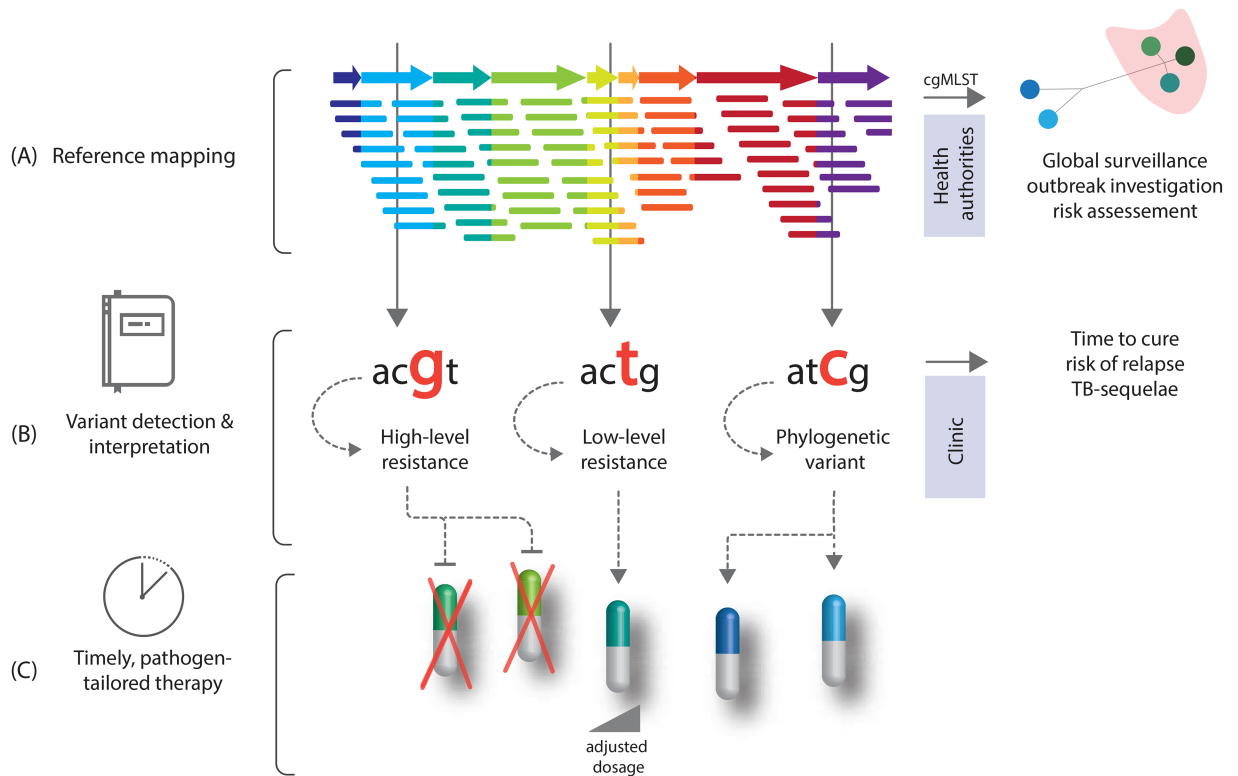 (A) Reference mapping
cgMLST
Health
authorities
Global surveillance
outbreak investigation
risk assessement
(B)
Variant detection &
interpretation
acgt
High-level
resistance
actg
Low-level
resistance
atcg
Phylogenetic
variant
Clinic
Time to cure
risk of relapse
TB-sequelae
(C)
Timely, pathogen-
tailored therapy
adjusted
dosage